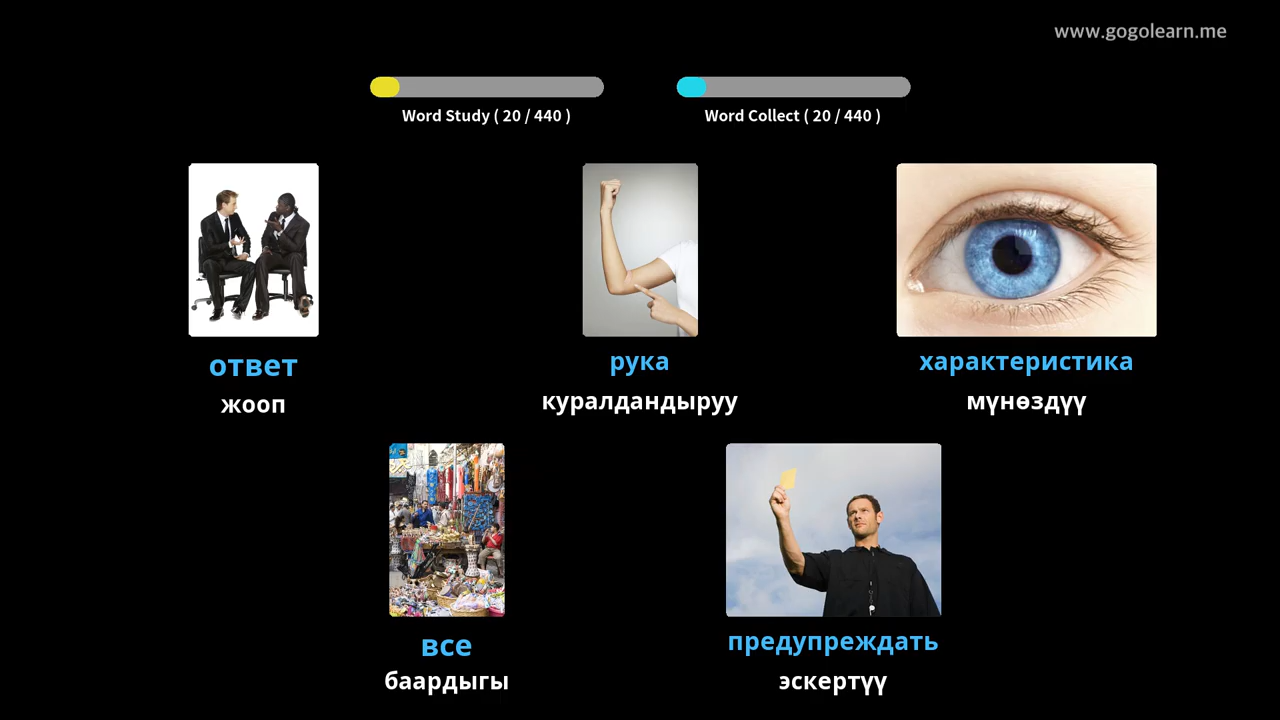 www.gogolearn.me
Word Study ( 20 / 440 )
Word Collect ( 20 / 440 )
ответ
жооп
рука
куралдандыруу
характеристика
мүнөздүү
все
баардыгы
предупреждать
эскертүү